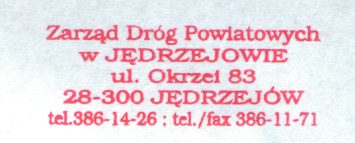 Zarząd Dróg Powiatowych
w JĘDRZEJOWIE
ul. Okrzei 83
28-300 JĘDRZEJÓW
tel.386-14-26 ; tel./fax 386-11-71